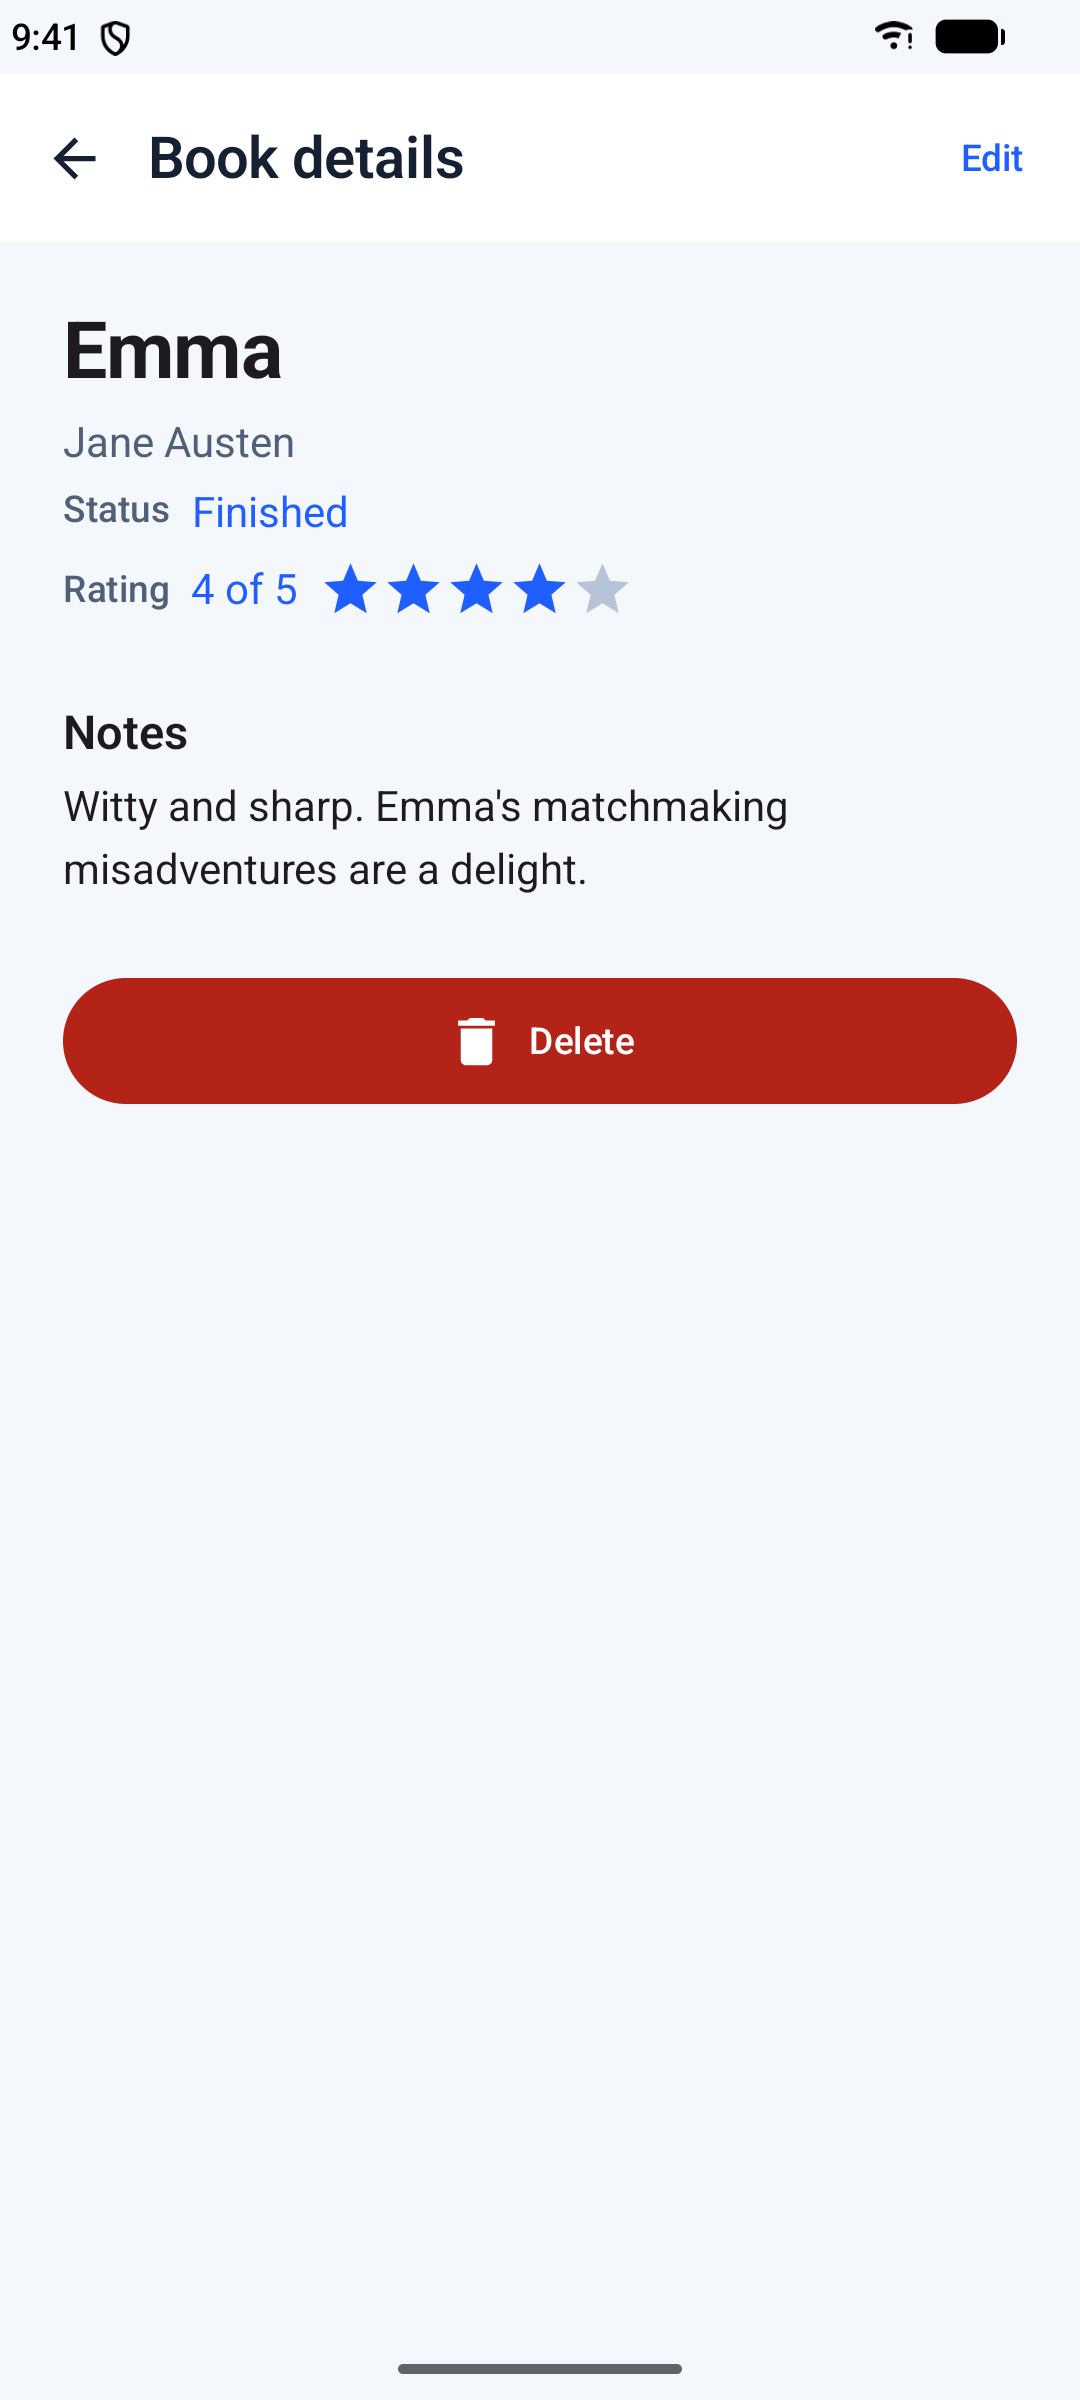 9:41
Book details
Edit
Emma
Jane Austen
Status Finished
Rating 4 of 5
Notes
Witty and sharp. Emma's matchmaking
misadventures are a delight.
Delete